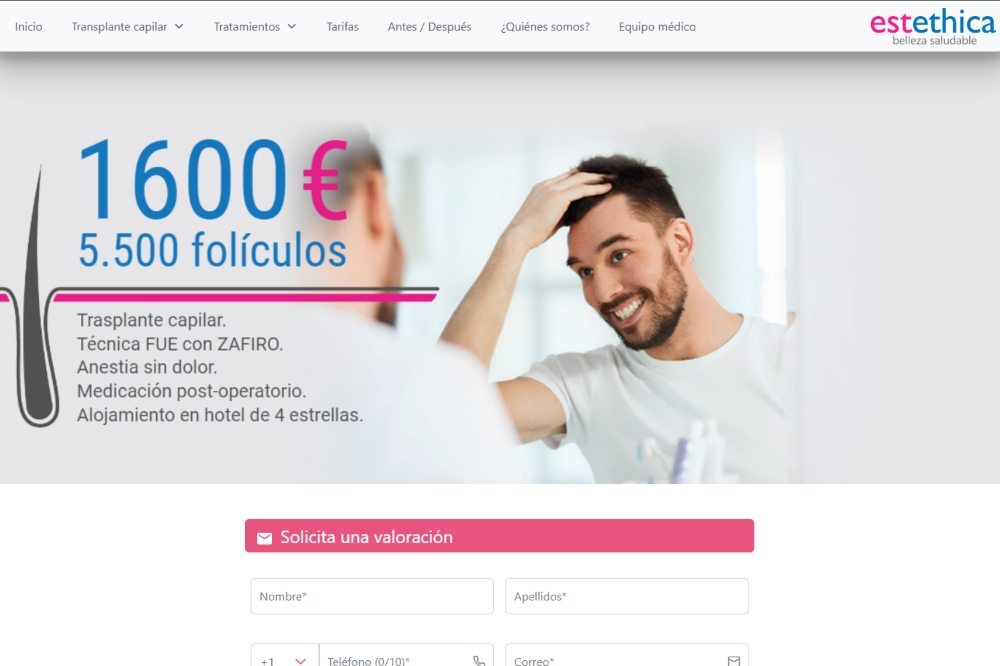 Inicio
Transplante capilar
Tratamientos
Tarifas
Antes / Después
¿Quiénes somos?
Equipo médico
estethica
belleza saludable
1600 €
5.500 folículos
Trasplante capilar.
Técnica FUE con ZAFIRO.
Anestia sin dolor.
Medicación post-operatorio.
Alojamiento en hotel de 4 estrellas.
Solicita una valoración
Nombre*
Apellidos*
+1
Teléfono (0/10)*
Correo*